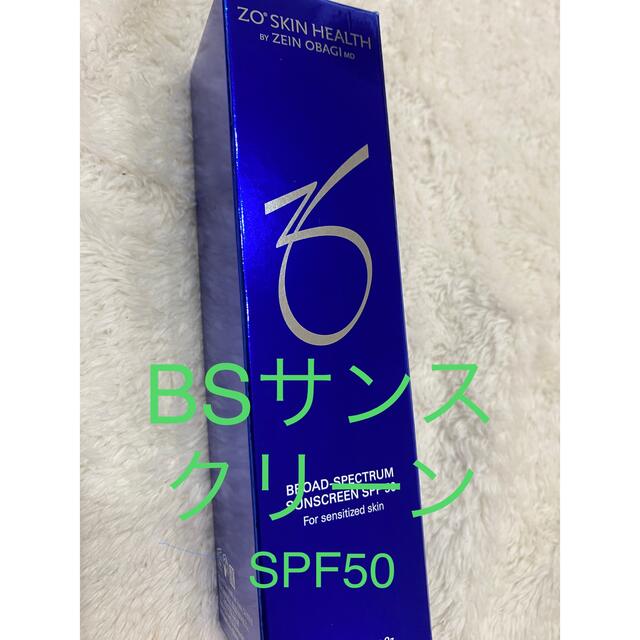 ZO® SKIN HEALTH
BY ZEIN OBAGI MD
BSサンス
クリーン
BROAD-SPECTRUM
SUNSCREEN SPF 50
For sensitized skin
SPF50